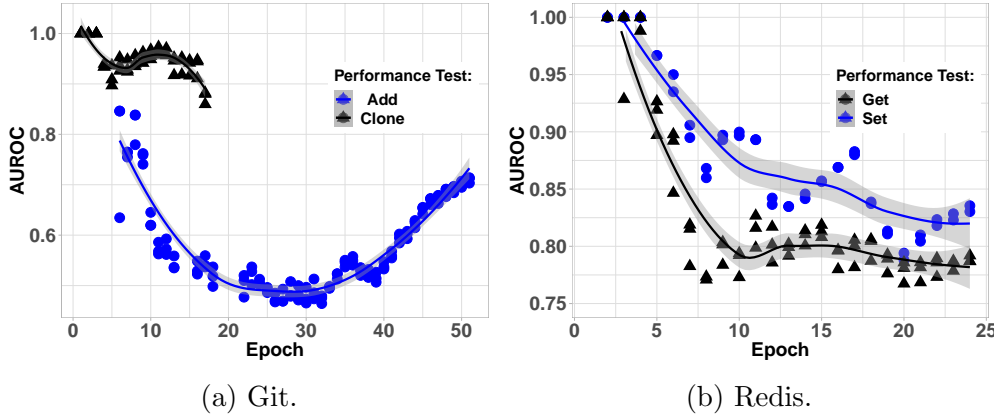 1.0
0.8
0.6
AUROC
0 10 20 30 40 50
Epoch
Performance Test:
Add
Clone
(a) Git.
1.00
0.95
0.90
0.85
0.80
0.75
AUROC
0 5 10 15 20 25
Epoch
Performance Test:
Get
Set
(b) Redis.